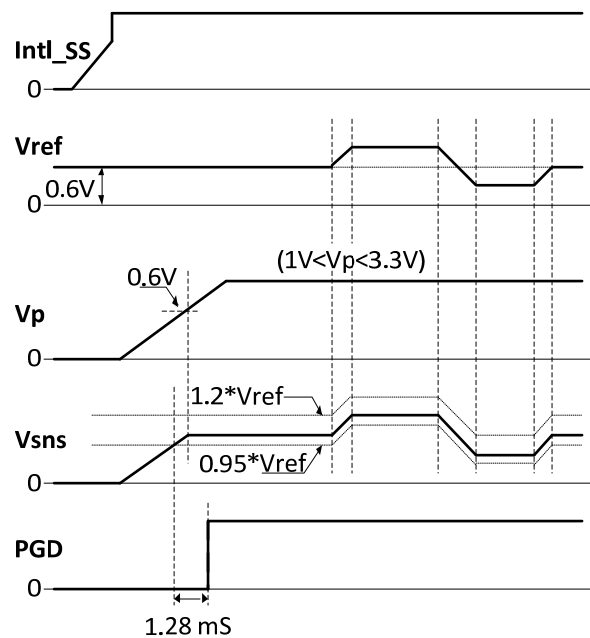 Intl_SS
0
Vref
0.6V
0
0.6V
(1V<Vp<3.3V)
Vp
0
1.2*Vref
Vsns
0.95*Vref
0
PGD
0
1.28 mS